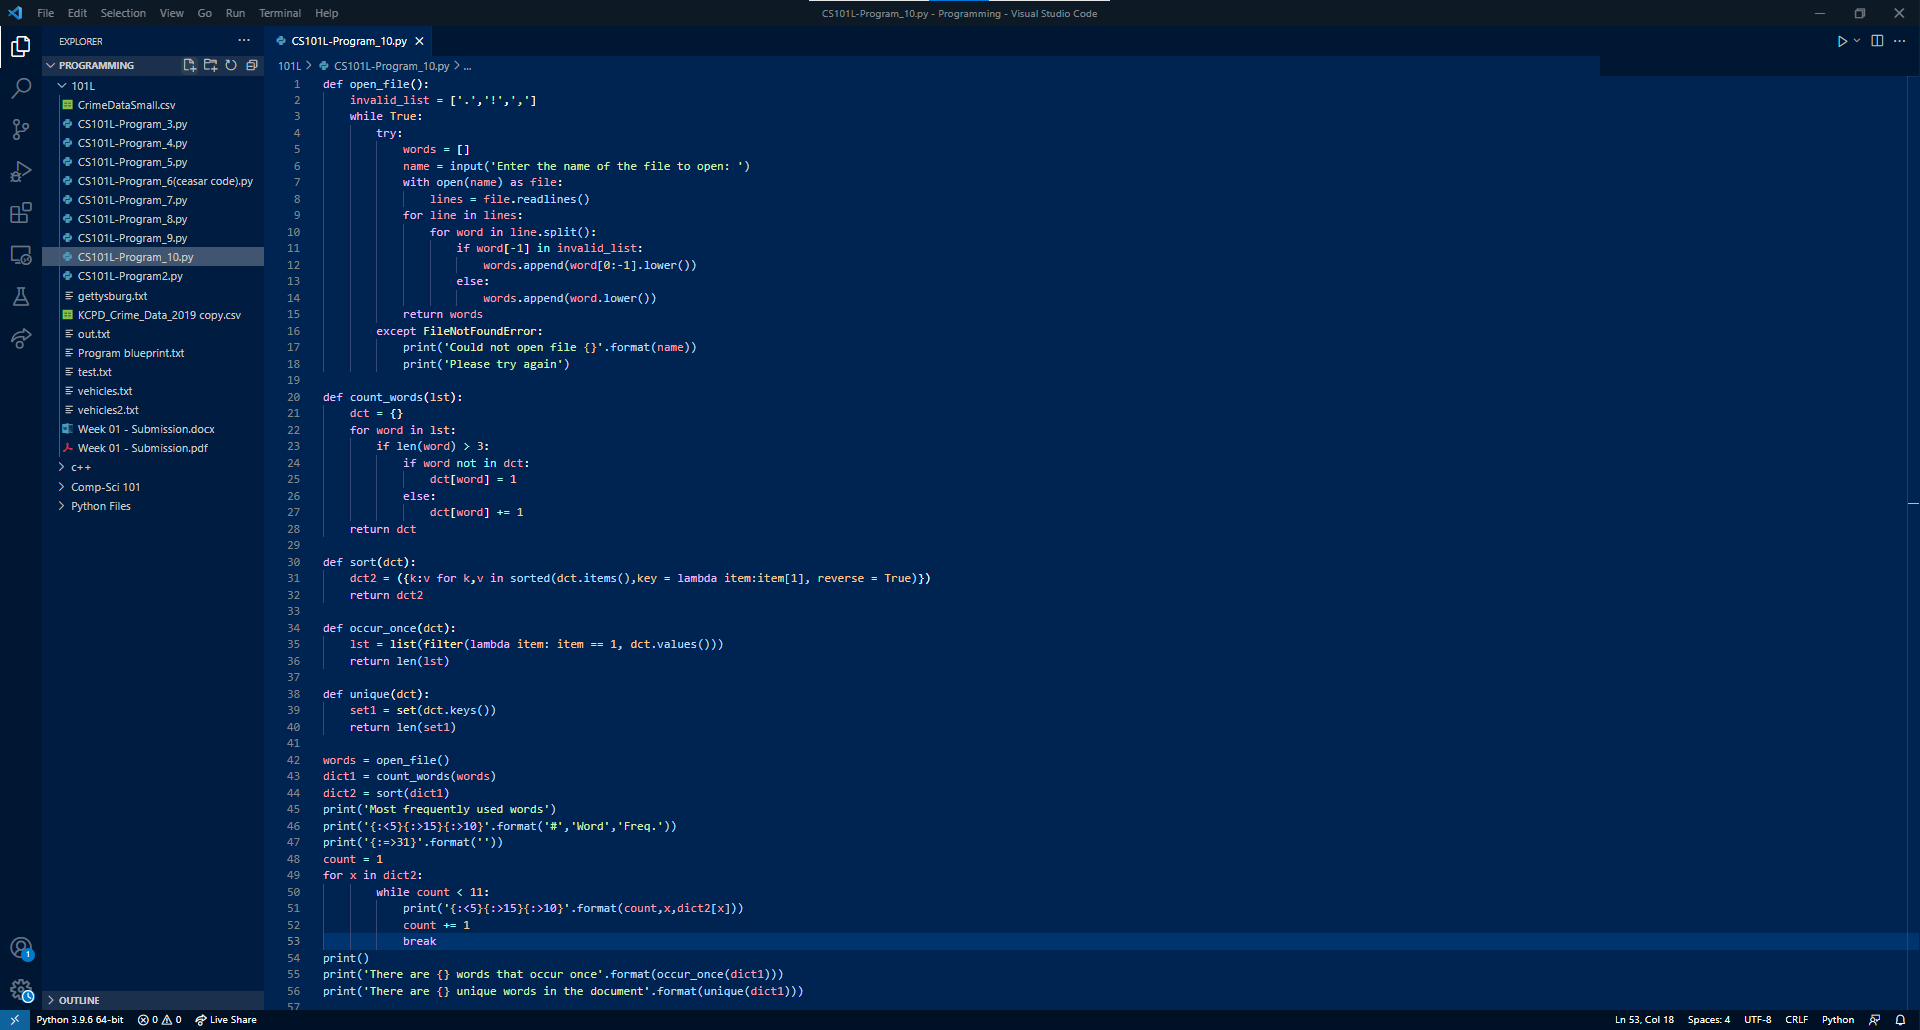 File Edit Selection View Go Run Terminal Help
CS101L-Program_10.py - Programming - Visual Studio Code
EXPLORER
PROGRAMMING
101L
CrimeDataSmall.csv
CS101L-Program_3.py
CS101L-Program_4.py
CS101L-Program_5.py
CS101L-Program_6(ceasar code).py
CS101L-Program_7.py
CS101L-Program_8.py
CS101L-Program_9.py
CS101L-Program_10.py
CS101L-Program2.py
gettysburg.txt
KCPD_Crime_Data_2019 copy.csv
out.txt
Program blueprint.txt
test.txt
vehicles.txt
vehicles2.txt
Week 01 - Submission.docx
Week 01 - Submission.pdf
c++
Comp-Sci 101
Python Files
OUTLINE
CS101L-Program_10.py
101L > CS101L-Program_10.py > ...
1 def open_file():
2     invalid_list = ['.','!',',']
3     while True:
4         try:
5             words = []
6             name = input('Enter the name of the file to open: ')
7             with open(name) as file:
8                 lines = file.readlines()
9             for line in lines:
10                 for word in line.split():
11                     if word[-1] in invalid_list:
12                         words.append(word[0:-1].lower())
13                     else:
14                         words.append(word.lower())
15             return words
16         except FileNotFoundError:
17             print('Could not open file {}'.format(name))
18             print('Please try again')
19
20 def count_words(lst):
21     dct = {}
22     for word in lst:
23         if len(word) > 3:
24             if word not in dct:
25                 dct[word] = 1
26             else:
27                 dct[word] += 1
28     return dct
29
30 def sort(dct):
31     dct2 = ({k:v for k,v in sorted(dct.items(),key = lambda item:item[1], reverse = True)})
32     return dct2
33
34 def occur_once(dct):
35     lst = list(filter(lambda item: item == 1, dct.values()))
36     return len(lst)
37
38 def unique(dct):
39     set1 = set(dct.keys())
40     return len(set1)
41
42 words = open_file()
43 dict1 = count_words(words)
44 dict2 = sort(dict1)
45 print('Most frequently used words')
46 print('{:<5}{:>15}{:>10}'.format('#','Word','Freq.'))
47 print('{:=>31}'.format(''))
48 count = 1
49 for x in dict2:
50         while count < 11:
51             print('{:<5}{:>15}{:>10}'.format(count,x,dict2[x]))
52             count += 1
53             break
54 print()
55 print('There are {} words that occur once'.format(occur_once(dict1)))
56 print('There are {} unique words in the document'.format(unique(dict1)))
57
1
Python 3.9.6 64-bit 0 0 Live Share Ln 53, Col 18 Spaces: 4 UTF-8 CRLF Python